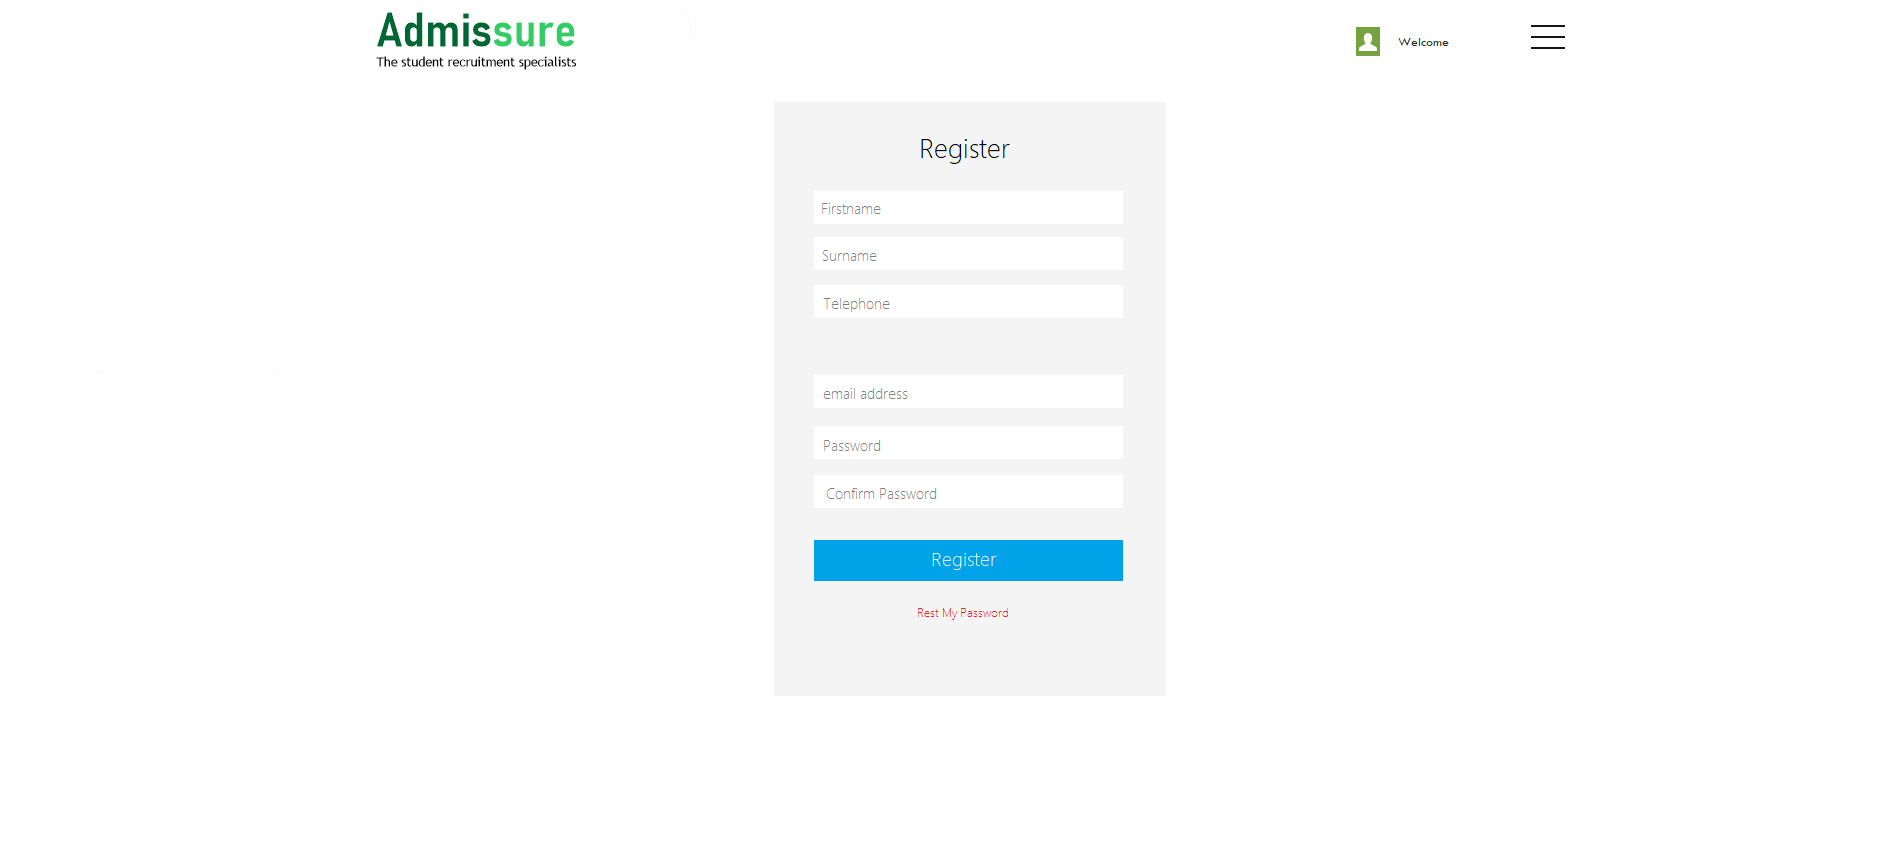 Admissure
The student recruitment specialists
Welcome
Register
Firstname
Surname
Telephone
email address
Password
Confirm Password
Register
Rest My Password